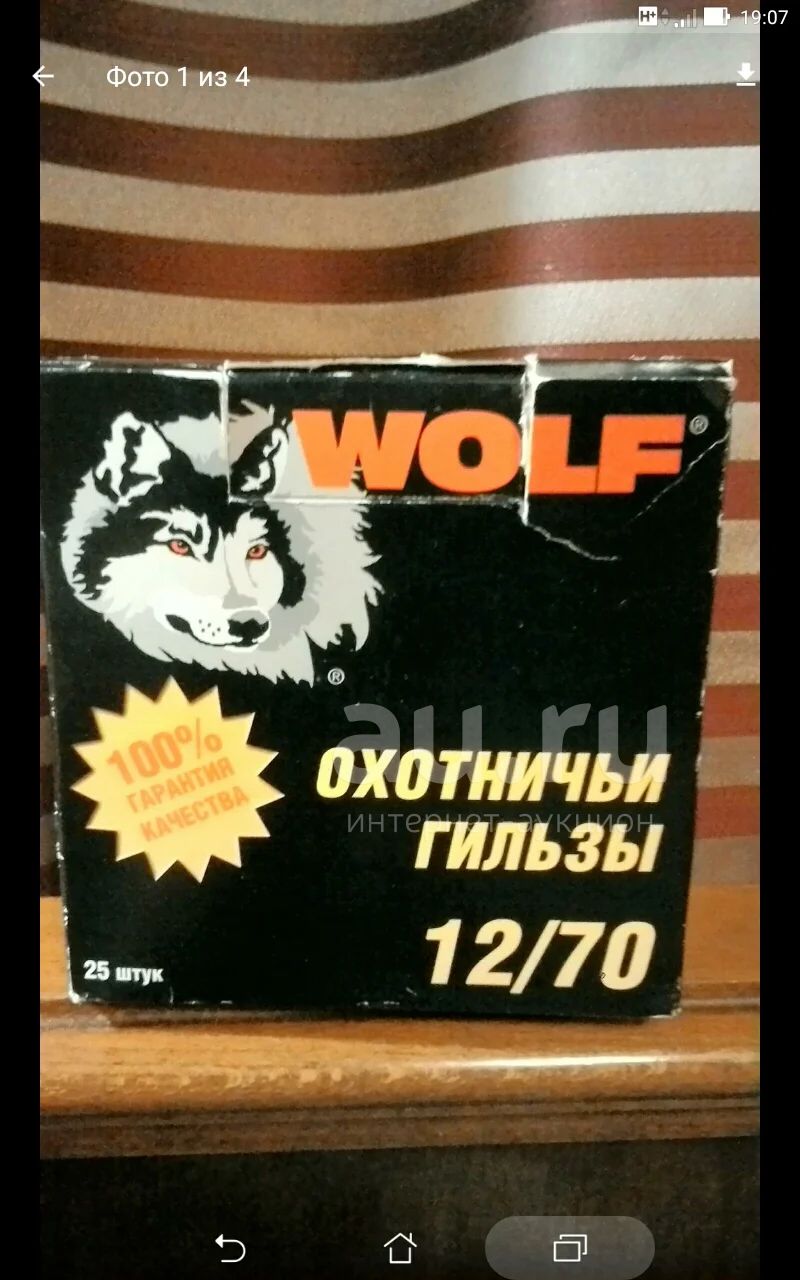 H+ 19:07
Фото 1 из 4
WOLF®
®
100%
ГАРАНТИЯ
КАЧЕСТВА
au.ru
ОХОТНИЧЬИ
интернет-аукцион
ГИЛЬЗЫ
12/70
25 штук